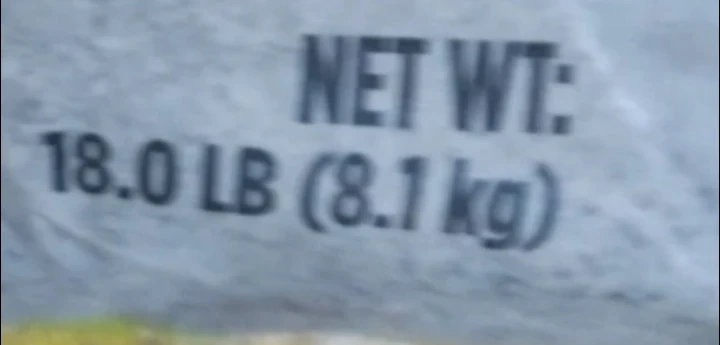 NET WT:
18.0 LB (8.1 kg)